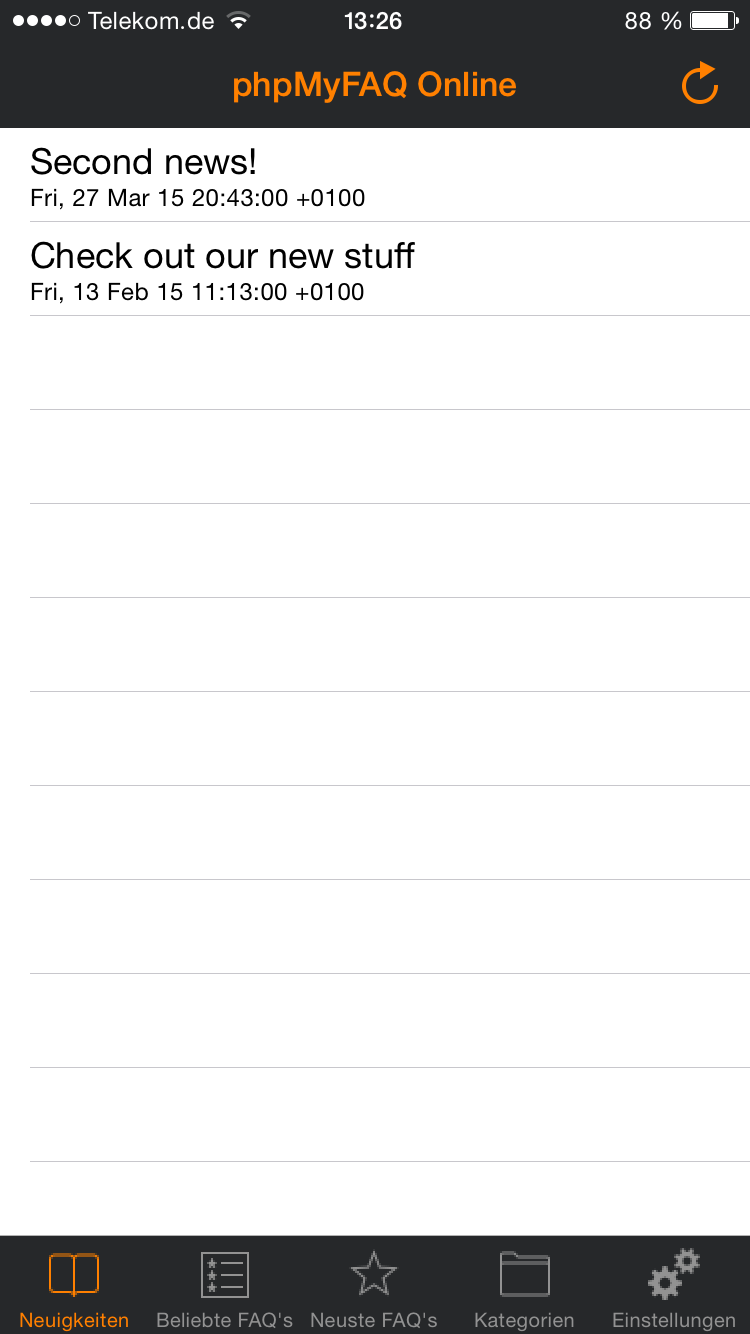 Telekom.de 13:26 88 %
phpMyFAQ Online
Second news!
Fri, 27 Mar 15 20:43:00 +0100
Check out our new stuff
Fri, 13 Feb 15 11:13:00 +0100
Neuigkeiten Beliebte FAQ's Neuste FAQ's Kategorien Einstellungen